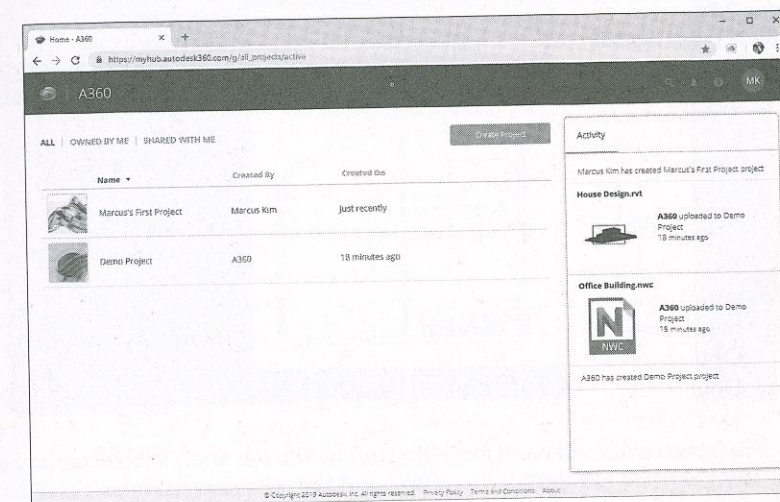 Home - A360
https://myhub.autodesk360.com/g/all_projects/active
A360
MK
ALL | OWNED BY ME | SHARED WITH ME
Create Project
Name Created By Created On
Marcus's First Project Marcus Kim Just recently
Demo Project A360 18 minutes ago
Activity
Marcus Kim has created Marcus's First Project project
House Design.rvt
A360 uploaded to Demo
Project
18 minutes ago
Office Building.nwc
A360 uploaded to Demo
Project
18 minutes ago
N
NWC
A360 has created Demo Project project
© Copyright 2019 Autodesk, Inc. All rights reserved. Privacy Policy Terms and Conditions About